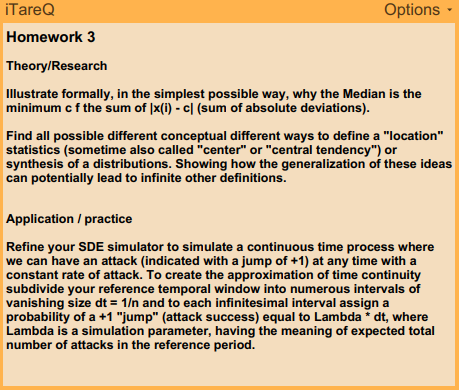 iTareQ
Options
Homework 3
Theory/Research
Illustrate formally, in the simplest possible way, why the Median is the
minimum c f the sum of |x(i) - c| (sum of absolute deviations).
Find all possible different conceptual different ways to define a "location"
statistics (sometime also called "center" or "central tendency") or
synthesis of a distributions. Showing how the generalization of these ideas
can potentially lead to infinite other definitions.
Application / practice
Refine your SDE simulator to simulate a continuous time process where
we can have an attack (indicated with a jump of +1) at any time with a
constant rate of attack. To create the approximation of time continuity
subdivide your reference temporal window into numerous intervals of
vanishing size dt = 1/n and to each infinitesimal interval assign a
probability of a +1 "jump" (attack success) equal to Lambda * dt, where
Lambda is a simulation parameter, having the meaning of expected total
number of attacks in the reference period.